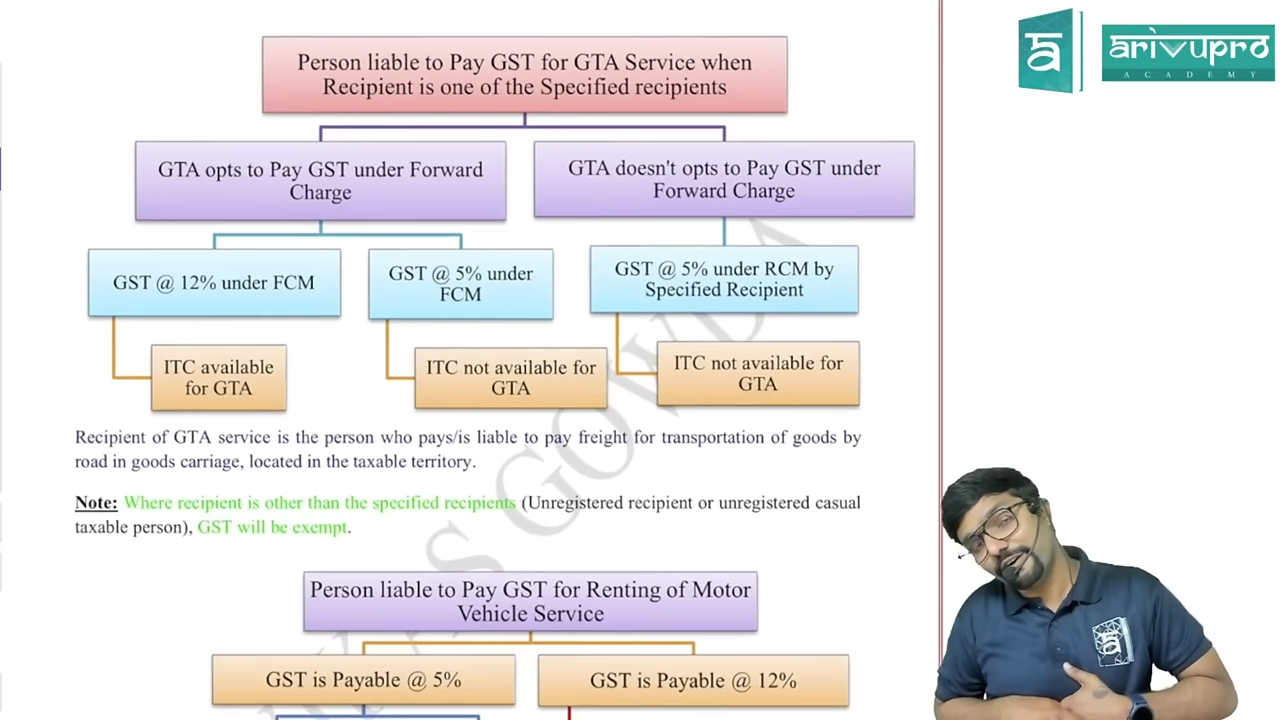 Person liable to Pay GST for GTA Service when
Recipient is one of the Specified recipients
GTA opts to Pay GST under Forward
Charge
GTA doesn't opts to Pay GST under
Forward Charge
GST @ 12% under FCM
GST @ 5% under
FCM
GST @ 5% under RCM by
Specified Recipient
ITC available
for GTA
ITC not available for
GTA
ITC not available for
GTA
Recipient of GTA service is the person who pays/is liable to pay freight for transportation of goods by
road in goods carriage, located in the taxable territory.
Note: Where recipient is other than the specified recipients (Unregistered recipient or unregistered casual
taxable person), GST will be exempt.
Person liable to Pay GST for Renting of Motor
Vehicle Service
GST is Payable @ 5%
GST is Payable @ 12%
ā
arivupro
ACADEMY
ā